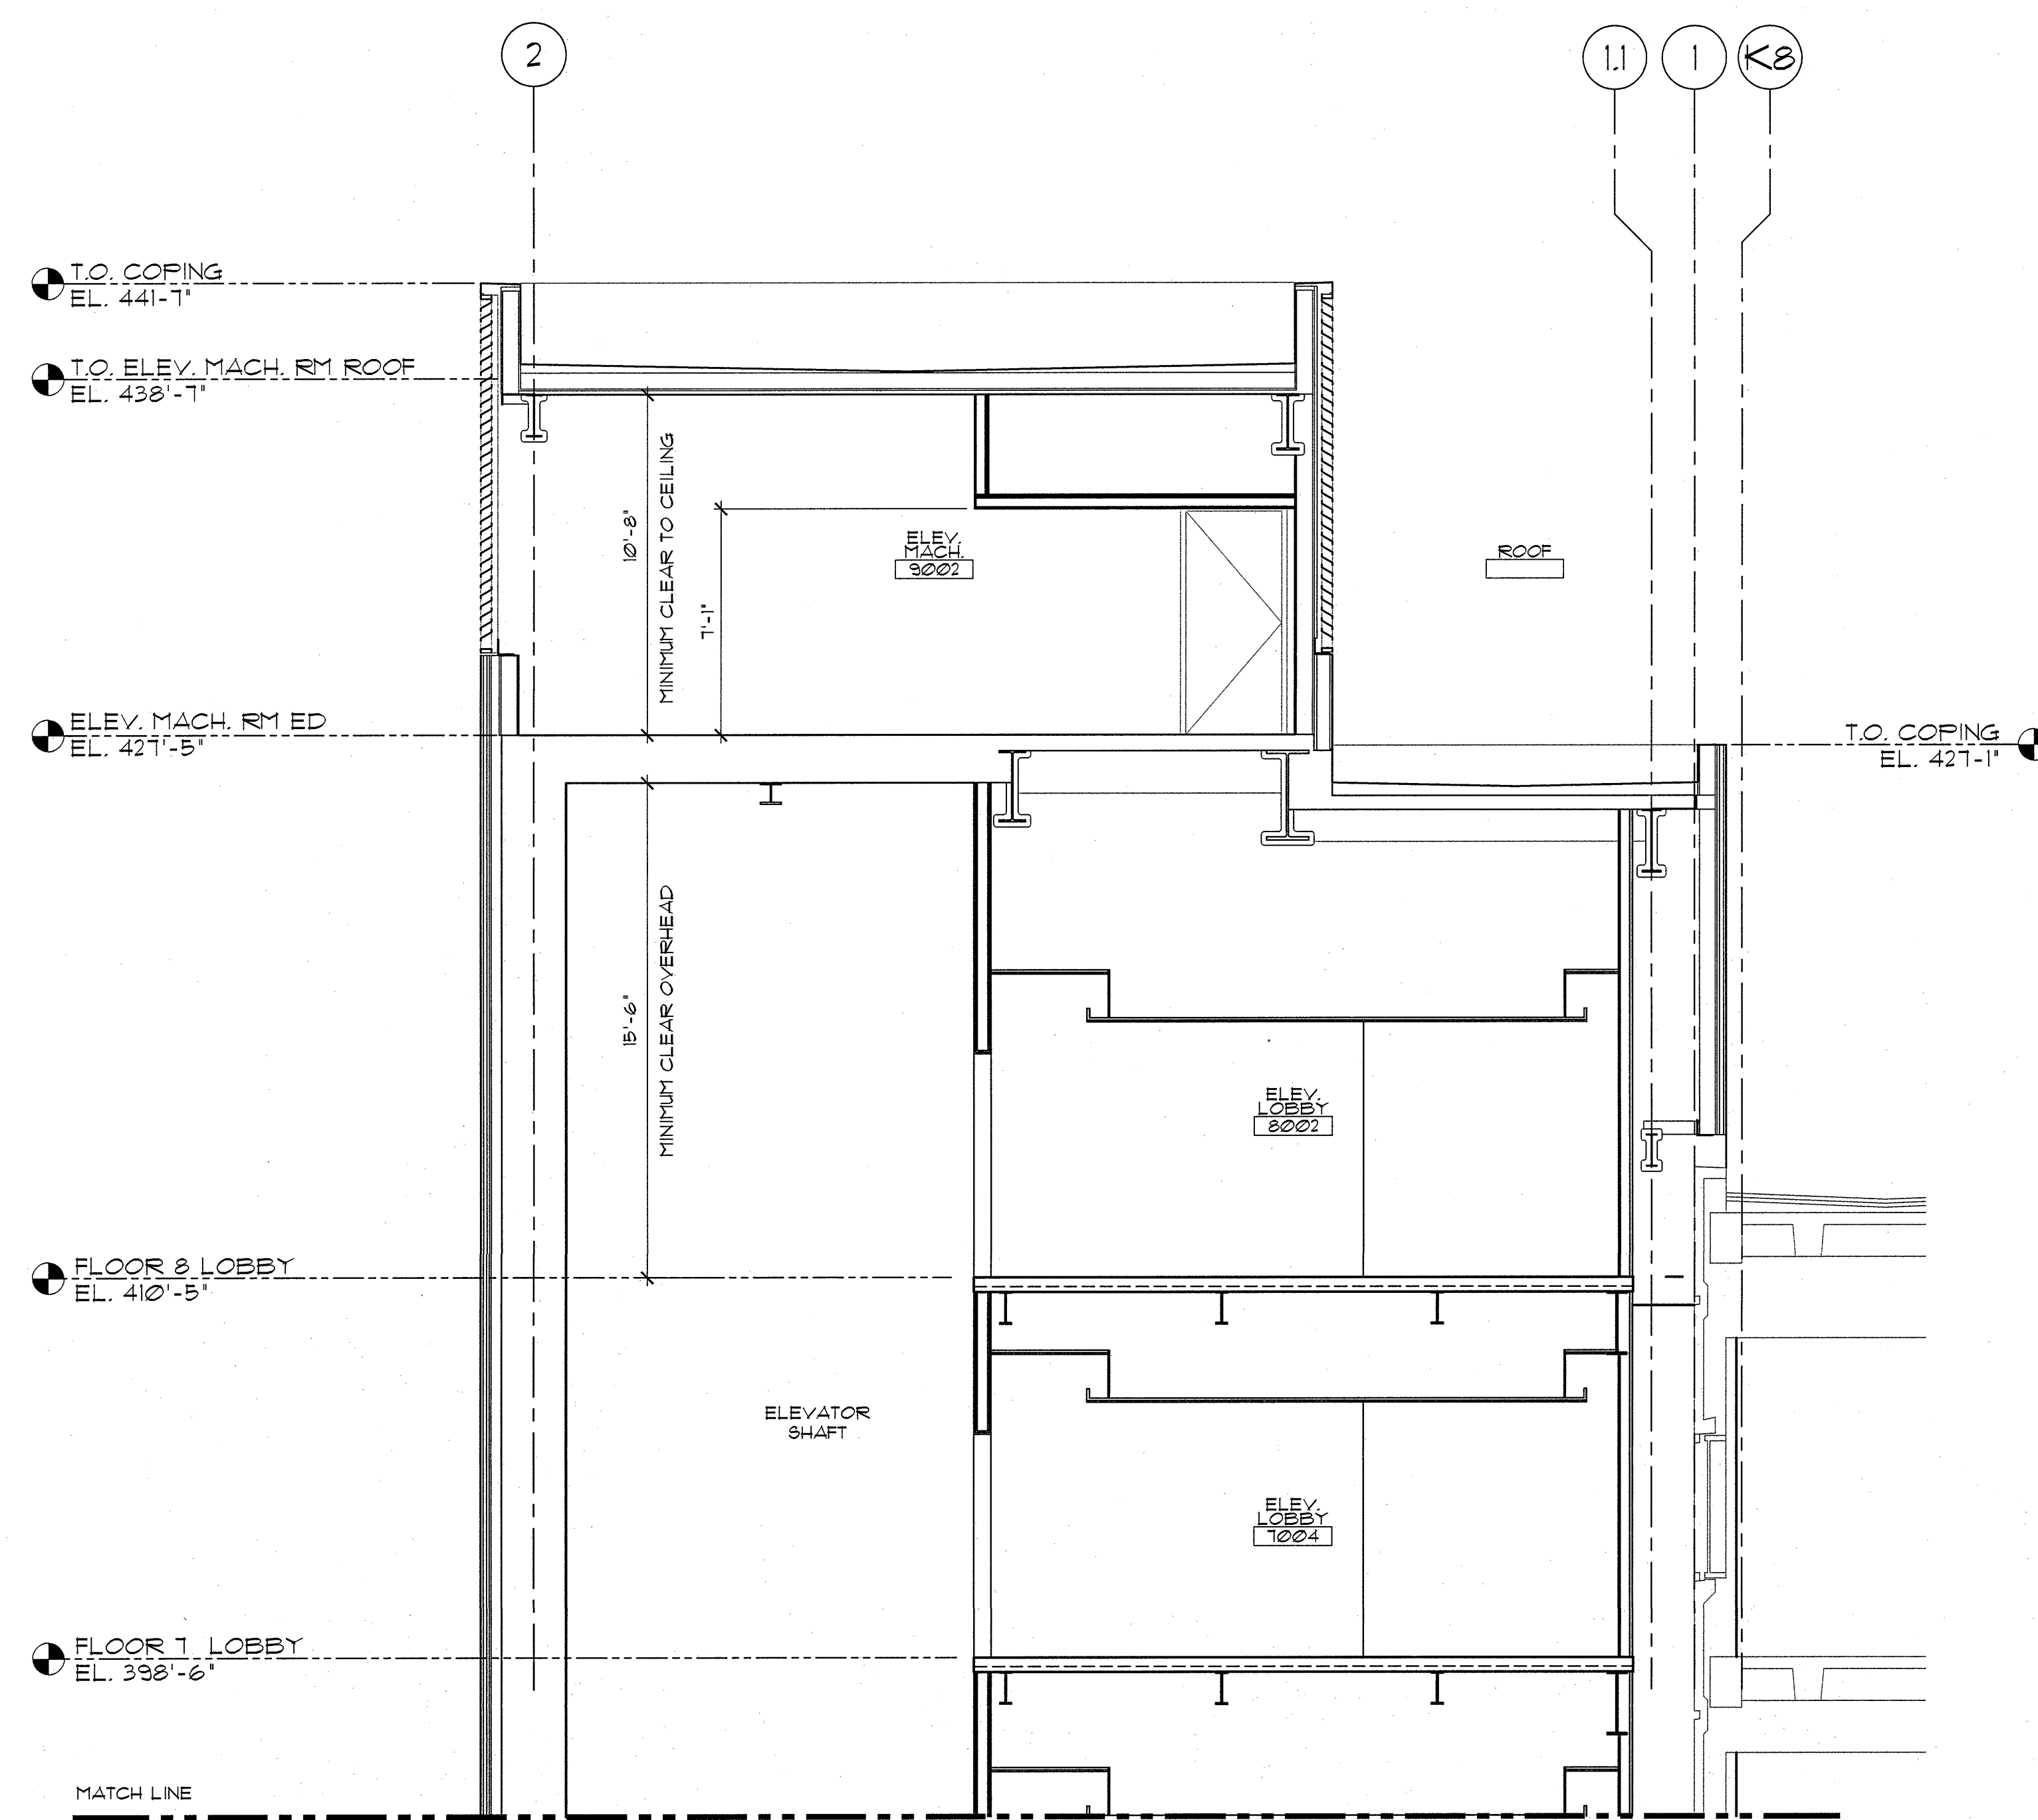 2
1.1
1
K8
T.O. COPING
EL. 441-7"
T.O. ELEV. MACH. RM ROOF
EL. 438'-7"
10'-8"
MINIMUM CLEAR TO CEILING
7'-1"
ELEV.
MACH.
9002
ROOF
ELEV. MACH. RM ED
EL. 427'-5"
T.O. COPING
EL. 427-1"
15'-6"
MINIMUM CLEAR OVERHEAD
ELEV.
LOBBY
8002
FLOOR 8 LOBBY
EL. 410'-5"
ELEVATOR
SHAFT
ELEV.
LOBBY
7004
FLOOR 7 LOBBY
EL. 398'-6"
MATCH LINE